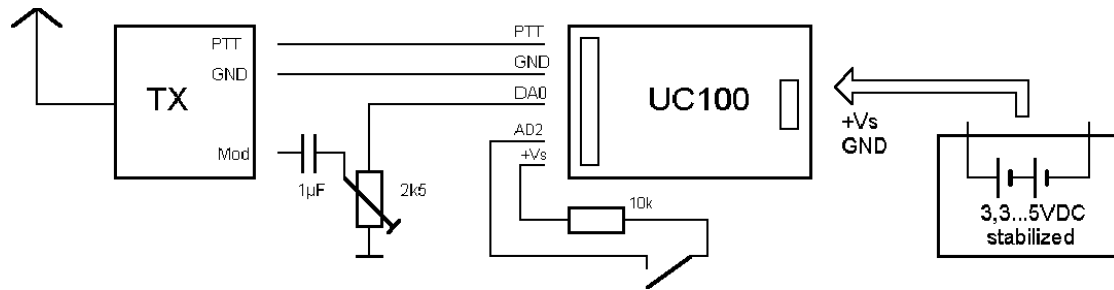 PTT
GND
TX
Mod
1µF
2k5
PTT
GND
DA0
AD2
+Vs
10k
UC100
+Vs
GND
3,3...5VDC
stabilized